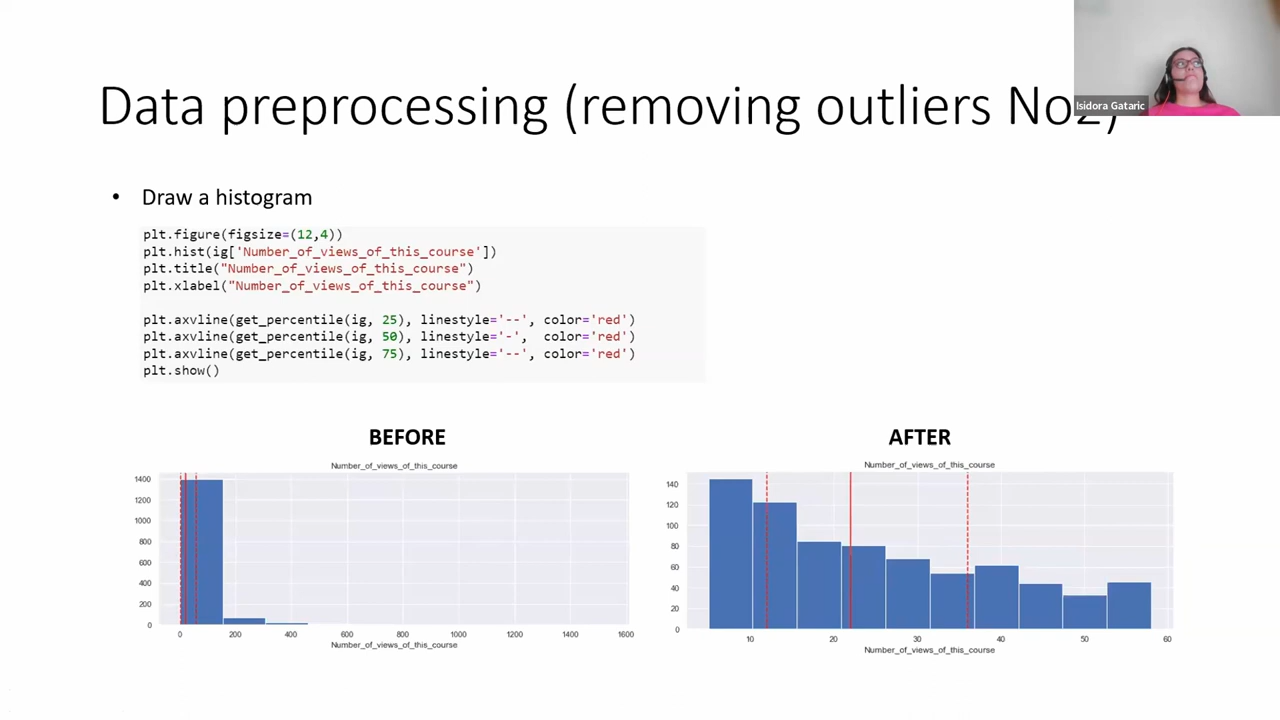 Data preprocessing (removing outliers No2)
Isidora Gataric
• Draw a histogram
plt.figure(figsize=(12,4))
plt.hist(ig['Number_of_views_of_this_course'])
plt.title("Number_of_views_of_this_course")
plt.xlabel("Number_of_views_of_this_course")
plt.axvline(get_percentile(ig, 25), linestyle='--', color='red')
plt.axvline(get_percentile(ig, 50), linestyle='-', color='red')
plt.axvline(get_percentile(ig, 75), linestyle='--', color='red')
plt.show()
BEFORE
Number_of_views_of_this_course
1400
1200
1000
800
600
400
200
0
0 200 400 600 800 1000 1200 1400 1600
Number_of_views_of_this_course
AFTER
Number_of_views_of_this_course
140
120
100
80
60
40
20
0
10 20 30 40 50 60
Number_of_views_of_this_course